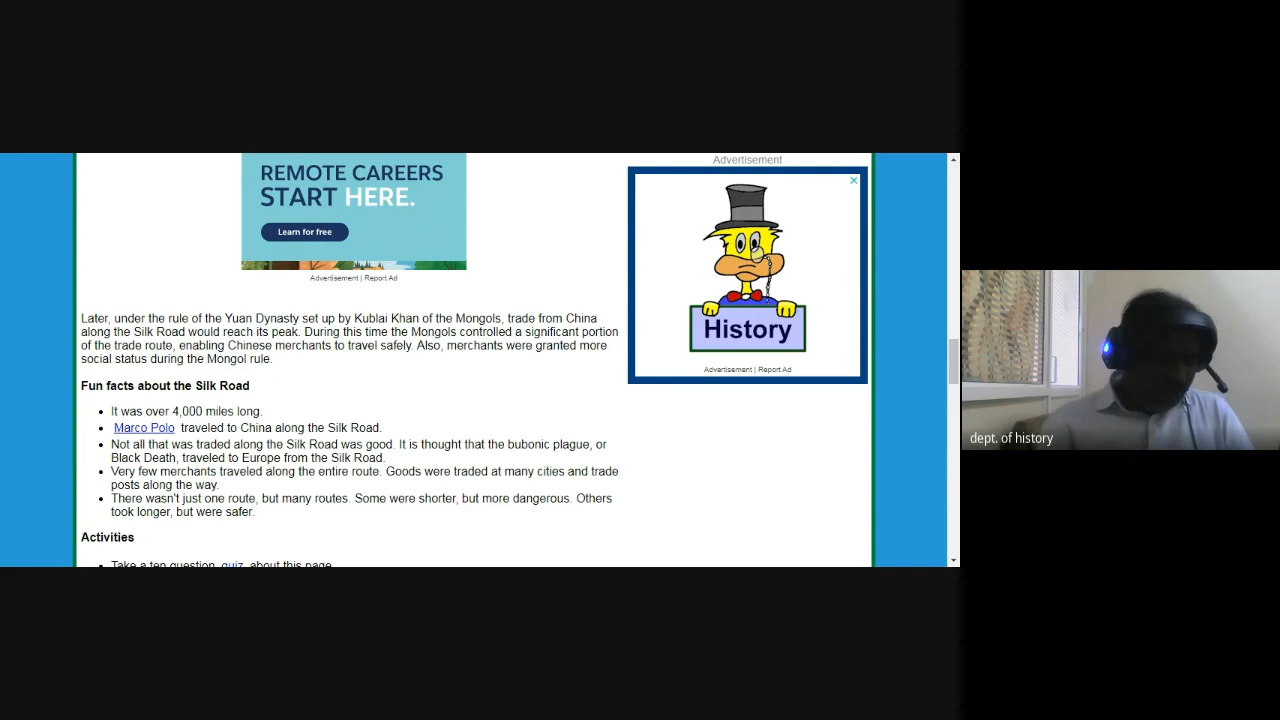 REMOTE CAREERS
START HERE.
Learn for free
Advertisement | Report Ad
Advertisement
History
Advertisement | Report Ad
Later, under the rule of the Yuan Dynasty set up by Kublai Khan of the Mongols, trade from China
along the Silk Road would reach its peak. During this time the Mongols controlled a significant portion
of the trade route, enabling Chinese merchants to travel safely. Also, merchants were granted more
social status during the Mongol rule.
Fun facts about the Silk Road
• It was over 4,000 miles long.
• Marco Polo traveled to China along the Silk Road.
• Not all that was traded along the Silk Road was good. It is thought that the bubonic plague, or
Black Death, traveled to Europe from the Silk Road.
• Very few merchants traveled along the entire route. Goods were traded at many cities and trade
posts along the way.
• There wasn't just one route, but many routes. Some were shorter, but more dangerous. Others
took longer, but were safer.
Activities
• Take a ten question quiz about this page.
dept. of history